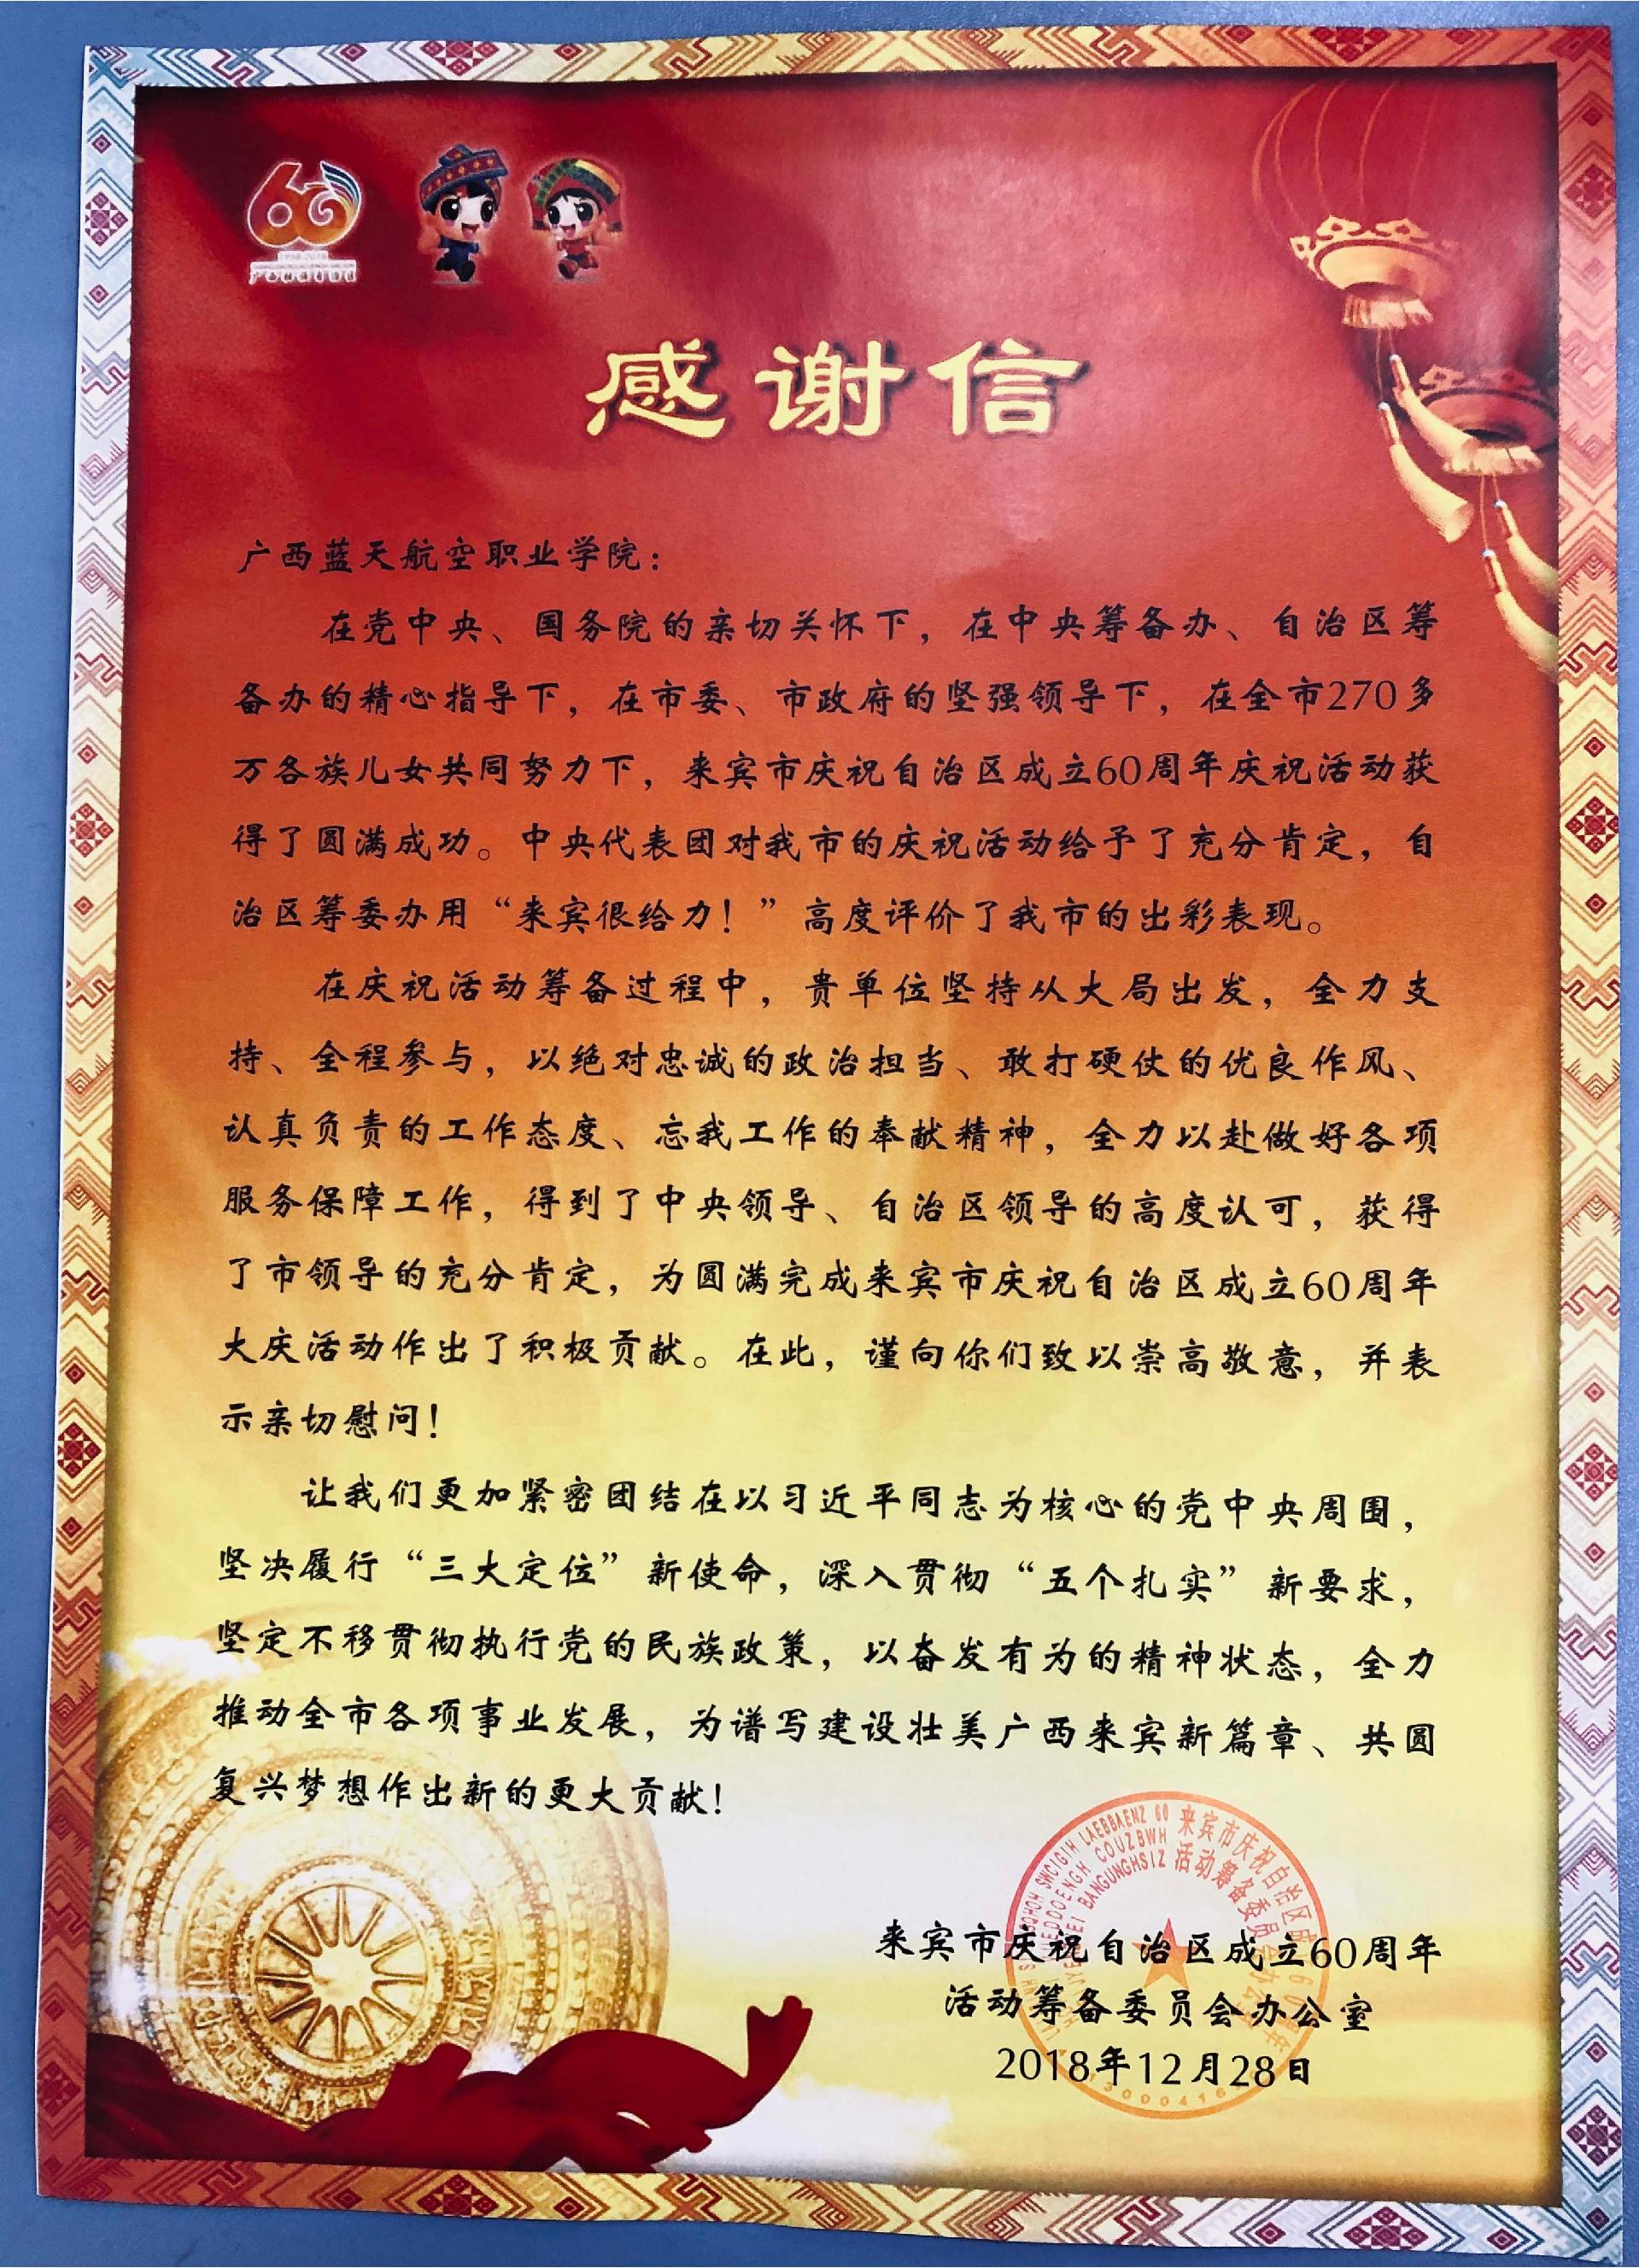 60
1958-2018
感谢信
广西蓝天航空职业学院：
在党中央、国务院的亲切关怀下，在中央筹备办、自治区筹
备办的精心指导下，在市委、市政府的坚强领导下，在全市270多
万各族儿女共同努力下，来宾市庆祝自治区成立60周年庆祝活动获
得了圆满成功。中央代表团对我市的庆祝活动给予了充分肯定，自
治区筹委办用“来宾很给力！”高度评价了我市的出彩表现。
在庆祝活动筹备过程中，贵单位坚持从大局出发，全力支
持、全程参与，以绝对忠诚的政治担当、敢打硬仗的优良作风、
认真负责的工作态度、忘我工作的奉献精神，全力以赴做好各项
服务保障工作，得到了中央领导、自治区领导的高度认可，获得
了市领导的充分肯定，为圆满完成来宾市庆祝自治区成立60周年
大庆活动作出了积极贡献。在此，谨向你们致以崇高敬意，并表
示亲切慰问！
让我们更加紧密团结在以习近平同志为核心的党中央周围，
坚决履行“三大定位”新使命，深入贯彻“五个扎实”新要求，
坚定不移贯彻执行党的民族政策，以奋发有为的精神状态，全力
推动全市各项事业发展，为谱写建设壮美广西来宾新篇章、共圆
复兴梦想作出新的更大贡献！
来宾市庆祝自治区成立60周年
活动筹备委员会办公室
2018年12月28日
SWCIGIH LAEBBAENZ 60 来宾市庆祝自治区成
COUZBWH 活动筹备委员
BANGUNGHSIZ